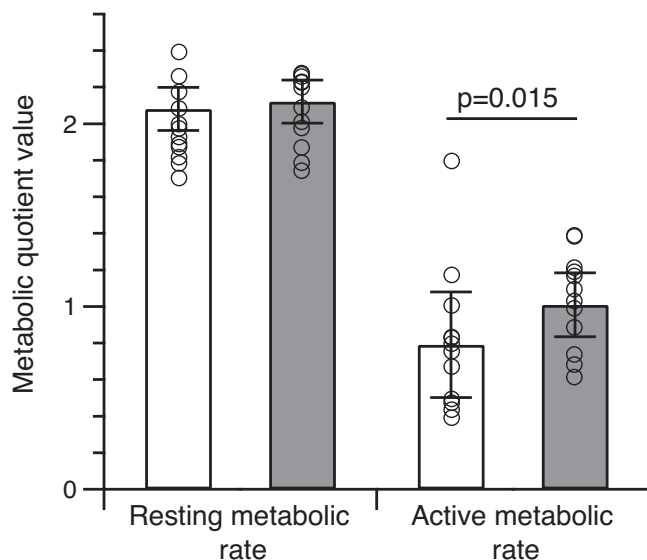 Metabolic quotient value
2
1
0
p=0.015
Resting metabolic
rate
Active metabolic
rate